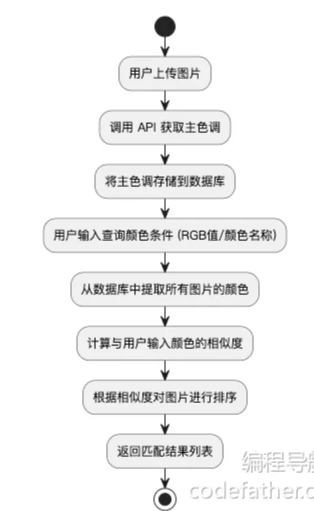 用户上传图片
调用 API 获取主色调
将主色调存储到数据库
用户输入查询颜色条件 (RGB值/颜色名称)
从数据库中提取所有图片的颜色
计算与用户输入颜色的相似度
根据相似度对图片进行排序
返回匹配结果列表
编程导航
codefather.c